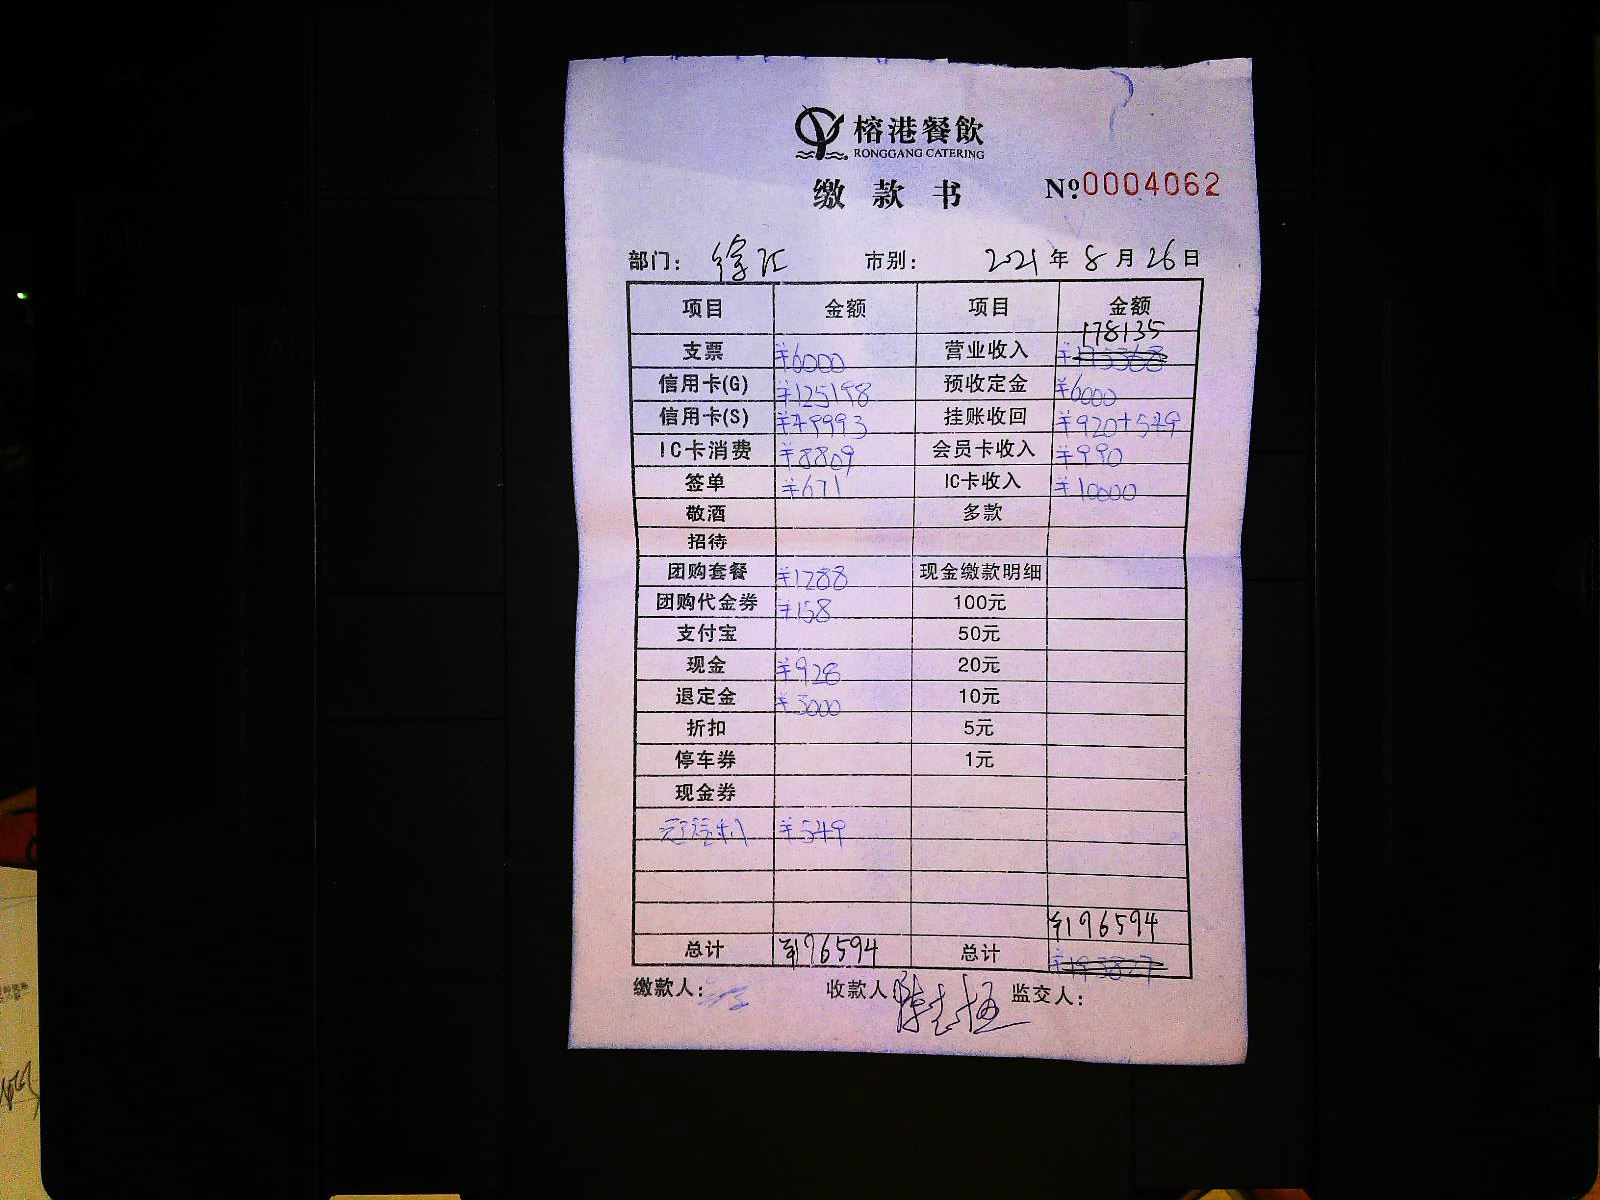 榕港餐飲
RONGGANG CATERING
缴款书 №0004062
部门: 徐汇 市别: 2021年8月26日
项目 金额 项目 金额
178135
支票 ¥6000 营业收入 ¥175368
信用卡(G) ¥125198 预收定金 ¥6000
信用卡(S) ¥49993 挂账收回 ¥920+549
IC卡消费 ¥8809 会员卡收入 ¥990
签单 ¥671 IC卡收入 ¥10000
敬酒 多款
招待
团购套餐 ¥1288 现金缴款明细
团购代金券 ¥158 100元
支付宝 50元
现金 ¥928 20元
退定金 ¥3000 10元
折扣 5元
停车券 1元
现金券
¥549
¥196594
总计 ¥196594 总计 ¥193827
缴款人: 收款人: 监交人: